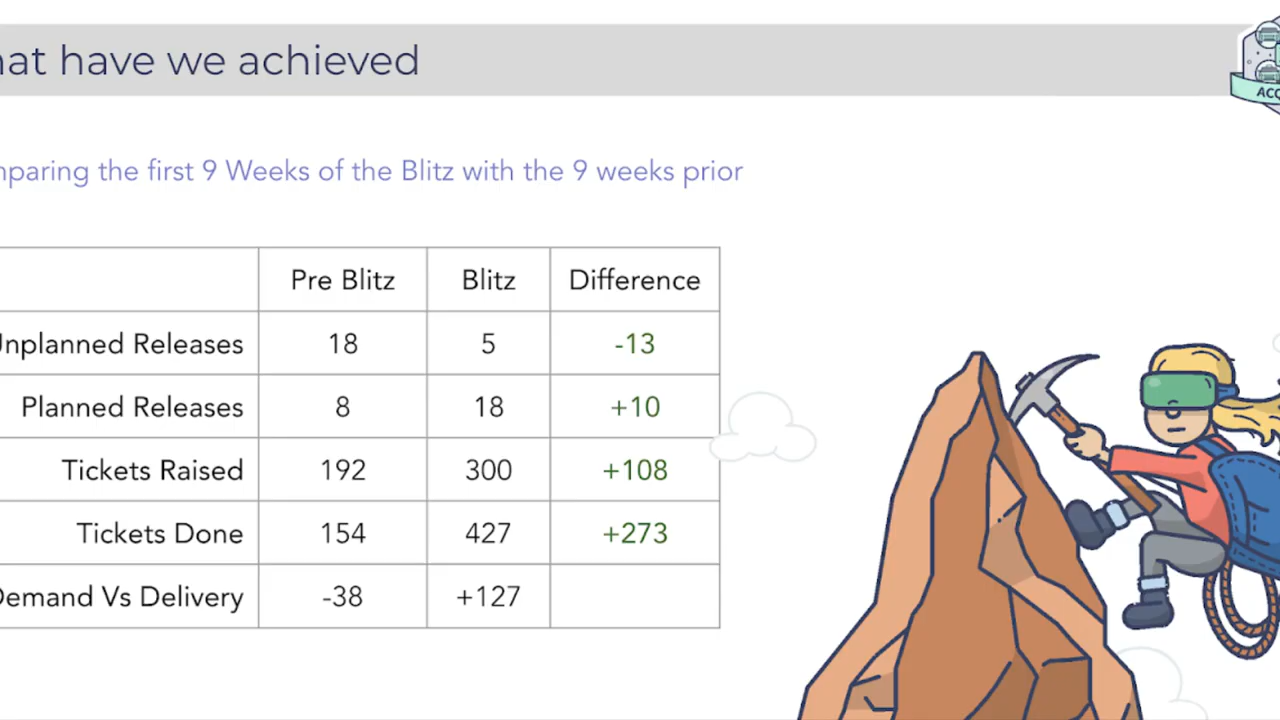 hat have we achieved
ACQ
mparing the first 9 Weeks of the Blitz with the 9 weeks prior
Pre Blitz Blitz Difference
Unplanned Releases 18 5 -13
Planned Releases 8 18 +10
Tickets Raised 192 300 +108
Tickets Done 154 427 +273
Demand Vs Delivery -38 +127